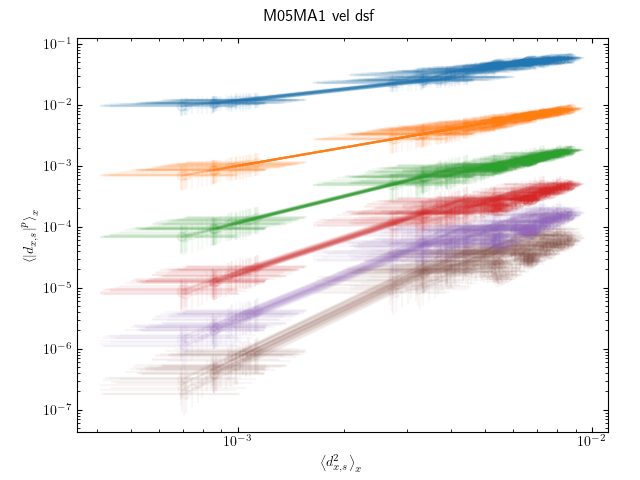 M05MA1 vel dsf
10⁻¹
10⁻²
10⁻³
10⁻⁴
10⁻⁵
10⁻⁶
10⁻⁷
⟨|d_{x,s}|^p⟩_x
10⁻³ 10⁻²
⟨d²_{x,s}⟩_x